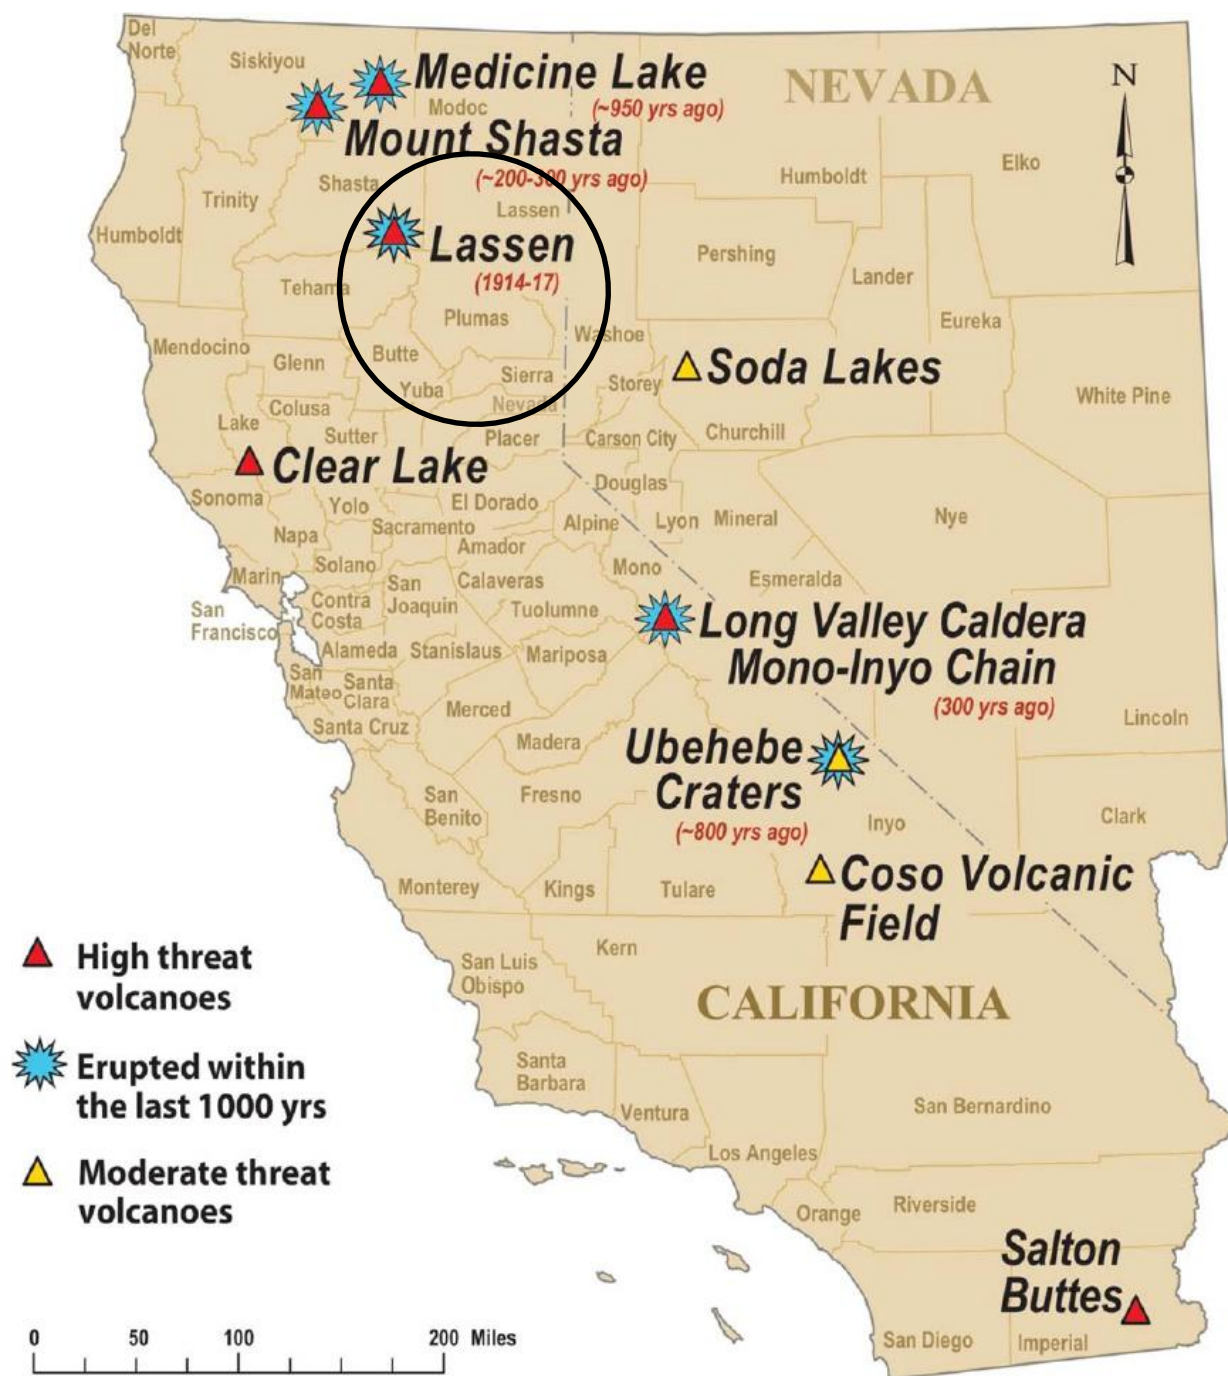 Del
Norte
Siskiyou
Medicine Lake
Modoc
(~950 yrs ago)
NEVADA
N
Mount Shasta
(~200-300 yrs ago)
Shasta
Trinity
Humboldt
Lassen
Humboldt
Elko
Lassen
(1914-17)
Pershing
Lander
Eureka
Tehama
Plumas
Washoe
Mendocino
Glenn
Butte
Yuba
Sierra
Storey
Soda Lakes
White Pine
Colusa
Nevada
Lake
Sutter
Placer
Carson City
Churchill
Clear Lake
Sonoma
Yolo
El Dorado
Douglas
Napa
Sacramento
Alpine
Lyon
Mineral
Nye
Amador
Marin
Solano
San
Joaquin
Calaveras
Mono
Esmeralda
San
Francisco
Contra
Costa
Tuolumne
Long Valley Caldera
Mono-Inyo Chain
(300 yrs ago)
Alameda
Stanislaus
Mariposa
San
Mateo
Santa
Clara
Santa Cruz
Merced
Lincoln
Madera
Ubehebe
Craters
(~800 yrs ago)
San
Benito
Fresno
Inyo
Clark
Monterey
Kings
Tulare
Coso Volcanic
Field
High threat
volcanoes
San Luis
Obispo
Kern
CALIFORNIA
Erupted within
the last 1000 yrs
Santa
Barbara
Ventura
San Bernardino
Los Angeles
Moderate threat
volcanoes
Orange
Riverside
Salton
Buttes
San Diego
Imperial
0 50 100 200 Miles